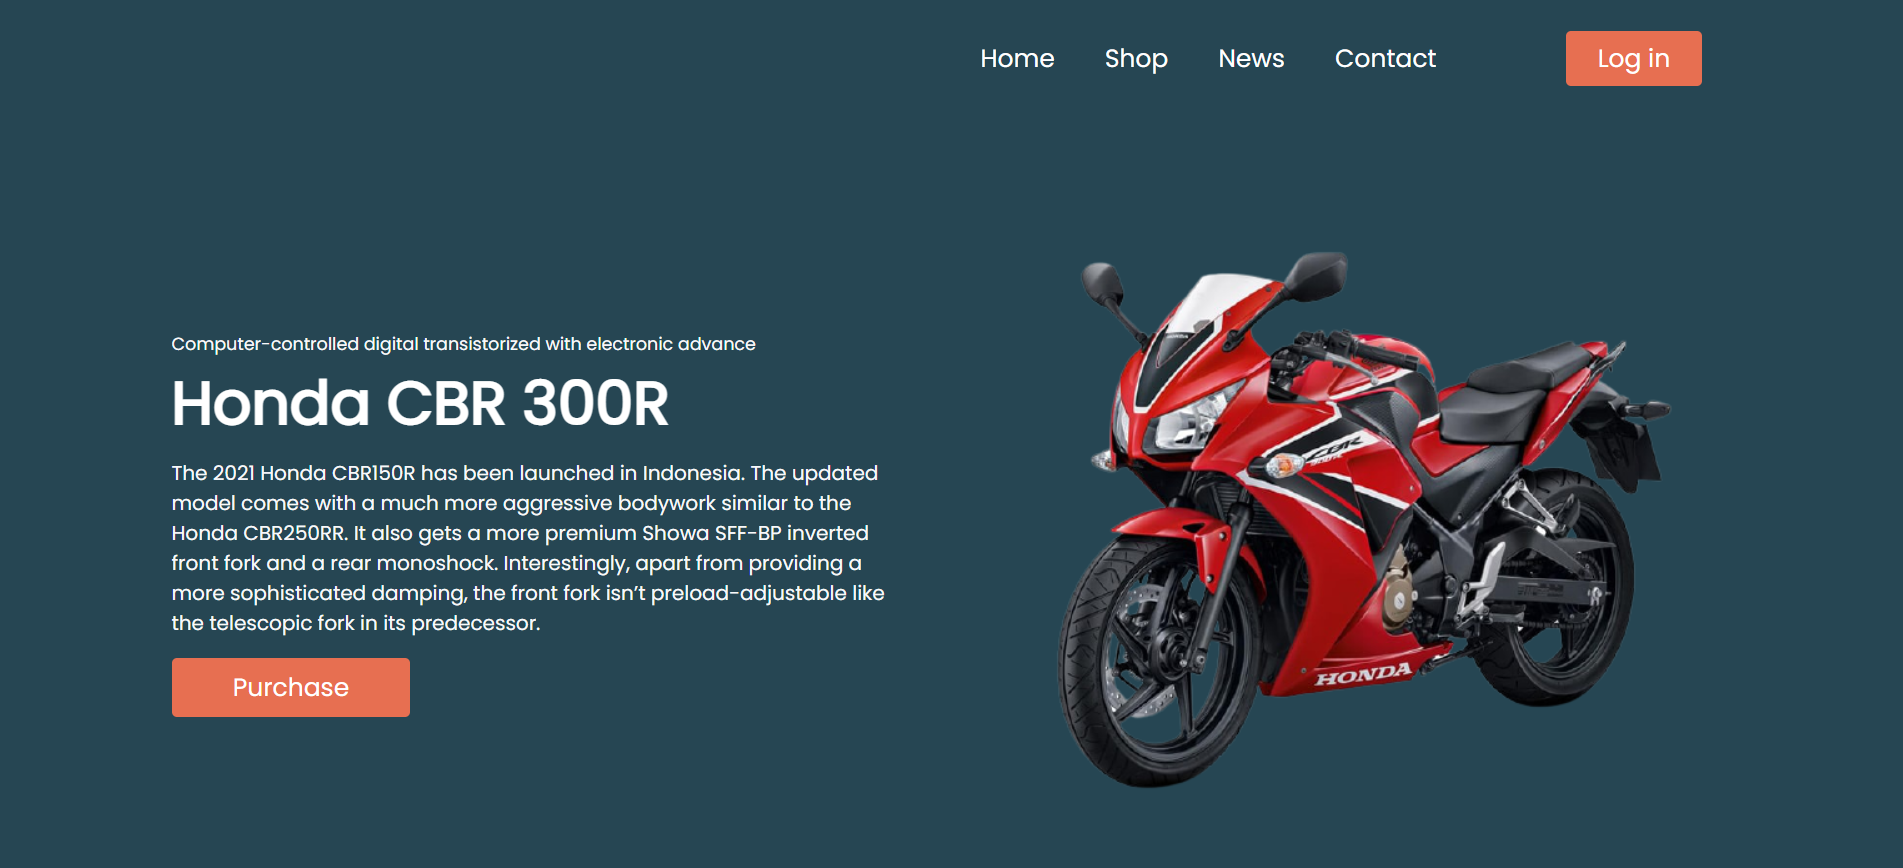 Home Shop News Contact Log in
Computer-controlled digital transistorized with electronic advance
Honda CBR 300R
The 2021 Honda CBR150R has been launched in Indonesia. The updated
model comes with a much more aggressive bodywork similar to the
Honda CBR250RR. It also gets a more premium Showa SFF-BP inverted
front fork and a rear monoshock. Interestingly, apart from providing a
more sophisticated damping, the front fork isn’t preload-adjustable like
the telescopic fork in its predecessor.
Purchase
HONDA
CBR
HONDA